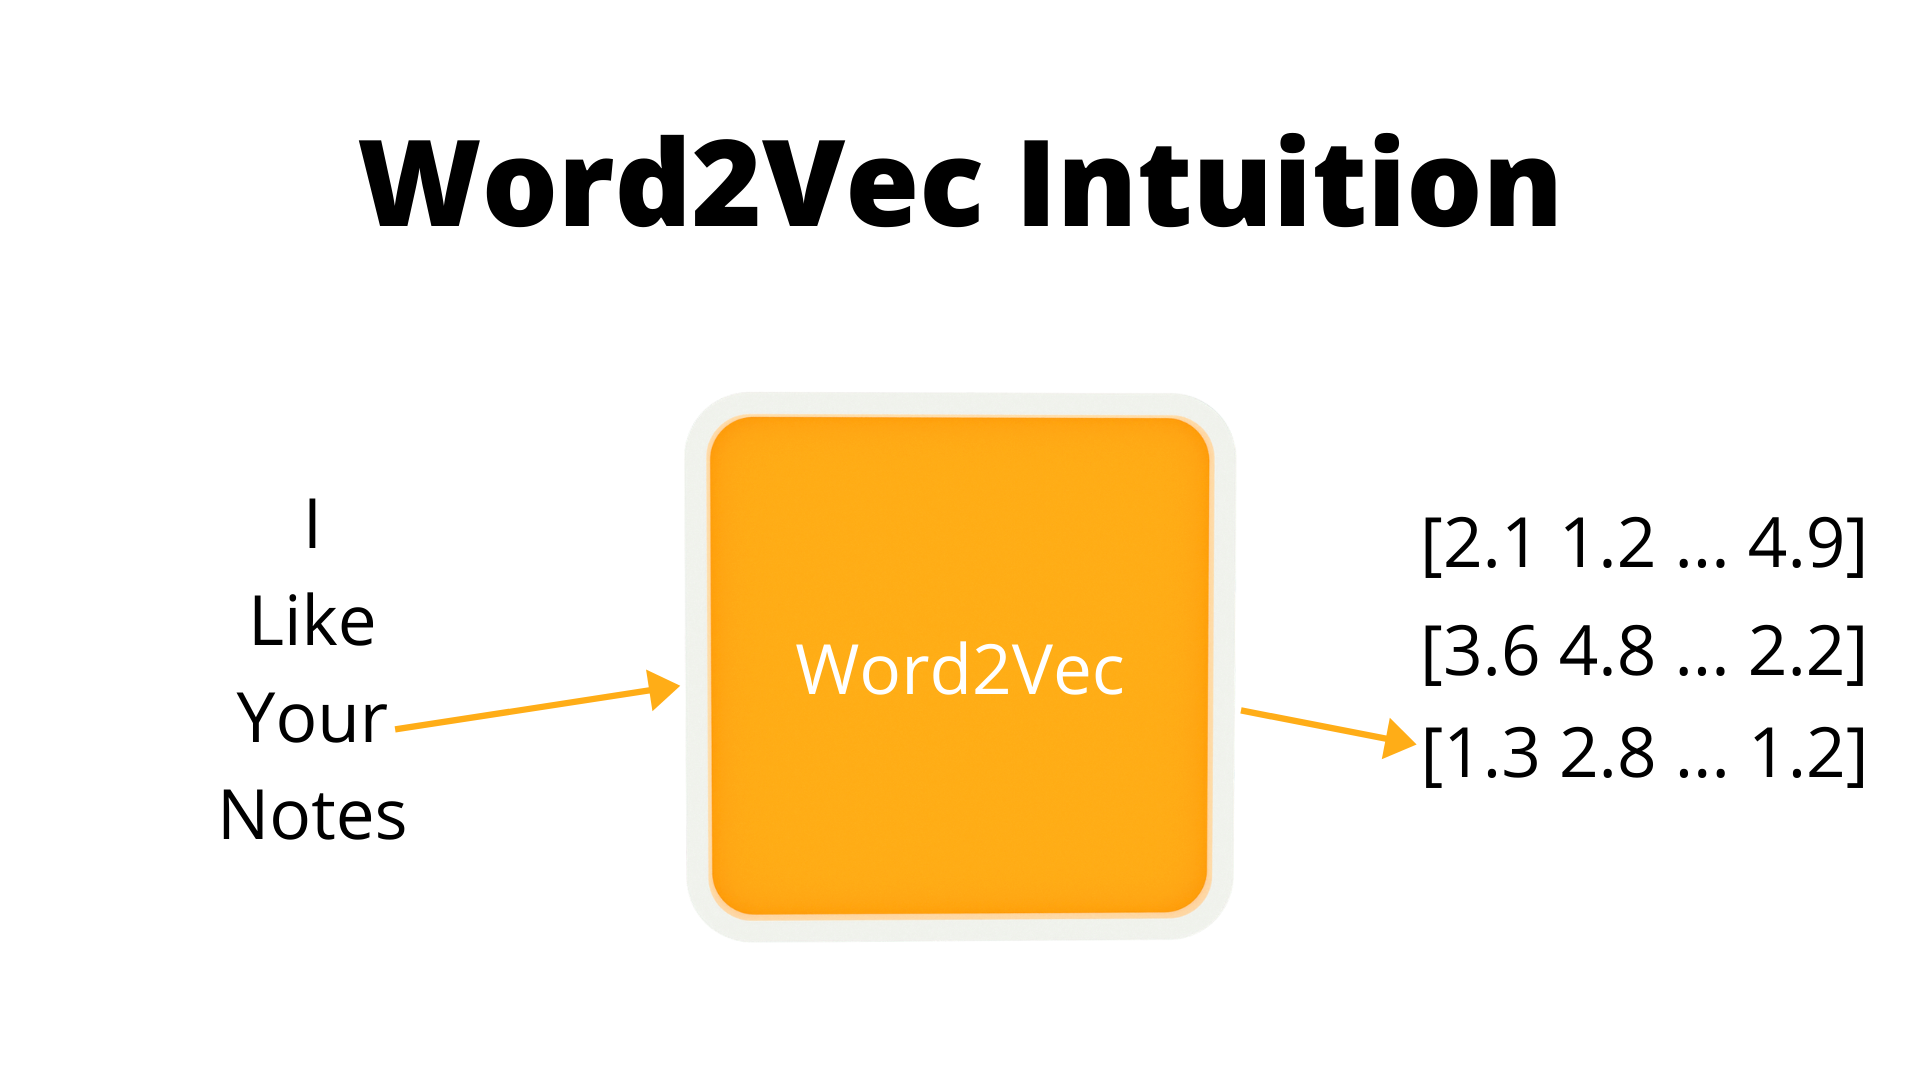 Word2Vec Intuition
I
Like
Your
Notes
Word2Vec
[2.1 1.2 ... 4.9]
[3.6 4.8 ... 2.2]
[1.3 2.8 ... 1.2]